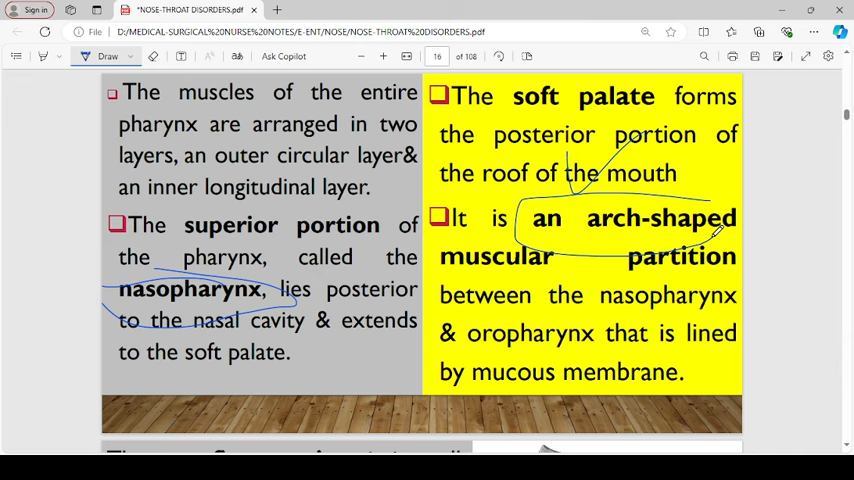 Sign in
*NOSE-THROAT DISORDERS.pdf
File
D:/MEDICAL-SURGICAL%20NURSE%20NOTES/E-ENT/NOSE/NOSE-THROAT%20DISORDERS.pdf
Draw
Ask Copilot
16
of 108
The muscles of the entire
pharynx are arranged in two
layers, an outer circular layer&
an inner longitudinal layer.
The superior portion of
the pharynx, called the
nasopharynx, lies posterior
to the nasal cavity & extends
to the soft palate.
The soft palate forms
the posterior portion of
the roof of the mouth
It is an arch-shaped
muscular partition
between the nasopharynx
& oropharynx that is lined
by mucous membrane.